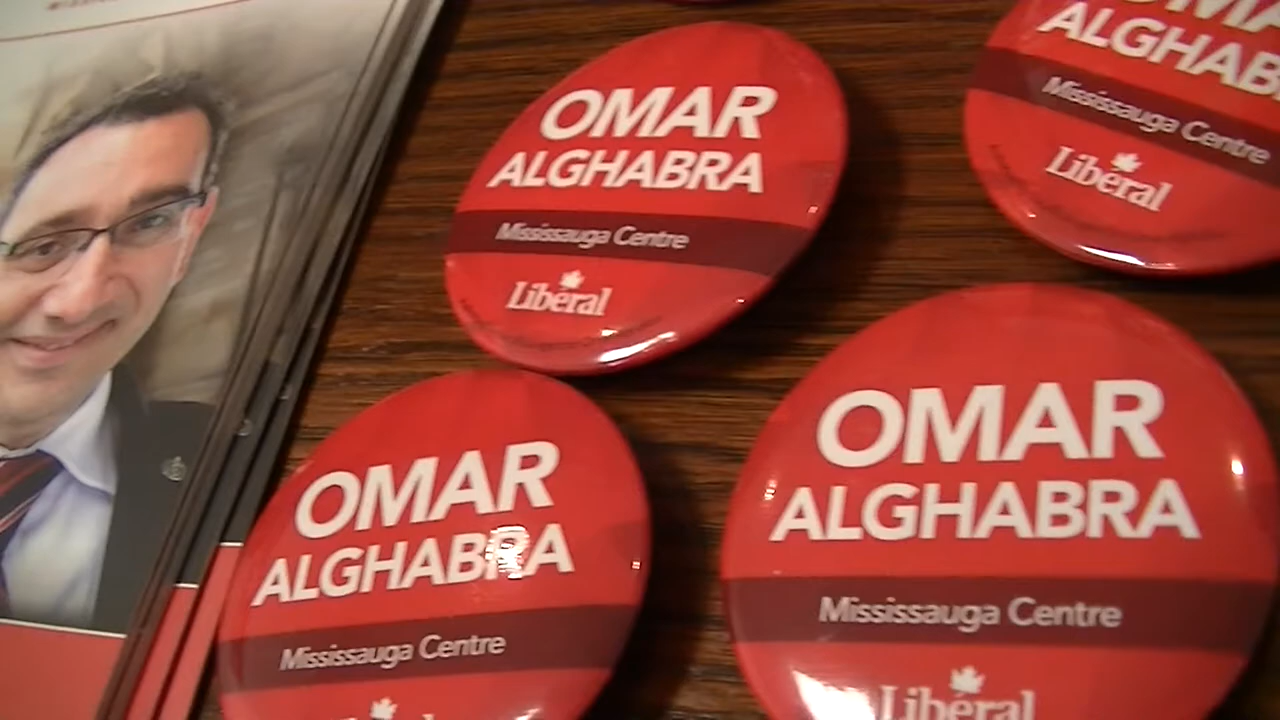 OMAR
ALGHABRA
Mississauga Centre
Liberal
ALGHAB
Mississauga Centre
Liberal
OMAR
ALGHABRA
Mississauga Centre
OMAR
ALGHABRA
Mississauga Centre
Liberal